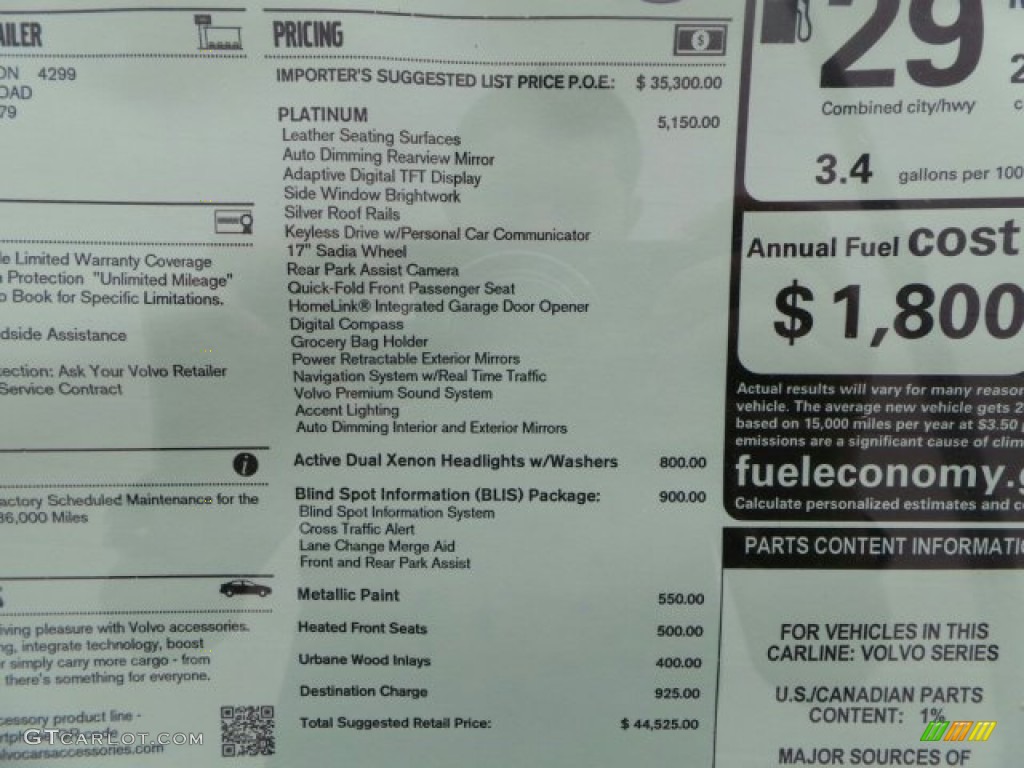 AILER
ON 4299
OAD
79
le Limited Warranty Coverage
n Protection "Unlimited Mileage"
o Book for Specific Limitations.
dside Assistance
ection: Ask Your Volvo Retailer
Service Contract
actory Scheduled Maintenance for the
36,000 Miles
iving pleasure with Volvo accessories.
ng, integrate technology, boost
r simply carry more cargo - from
there's something for everyone.
cessory product line -
lvocarsaccessories.com
GTCARLOT.COM
PRICING
IMPORTER'S SUGGESTED LIST PRICE P.O.E: $ 35,300.00
PLATINUM 5,150.00
Leather Seating Surfaces
Auto Dimming Rearview Mirror
Adaptive Digital TFT Display
Side Window Brightwork
Silver Roof Rails
Keyless Drive w/Personal Car Communicator
17" Sadia Wheel
Rear Park Assist Camera
Quick-Fold Front Passenger Seat
HomeLink® Integrated Garage Door Opener
Digital Compass
Grocery Bag Holder
Power Retractable Exterior Mirrors
Navigation System w/Real Time Traffic
Volvo Premium Sound System
Accent Lighting
Auto Dimming Interior and Exterior Mirrors
Active Dual Xenon Headlights w/Washers 800.00
Blind Spot Information (BLIS) Package: 900.00
Blind Spot Information System
Cross Traffic Alert
Lane Change Merge Aid
Front and Rear Park Assist
Metallic Paint 550.00
Heated Front Seats 500.00
Urbane Wood Inlays 400.00
Destination Charge 925.00
Total Suggested Retail Price: $ 44,525.00
29 2
Combined city/hwy c
3.4 gallons per 100
Annual Fuel cost
$1,800
Actual results will vary for many reason
vehicle. The average new vehicle gets 2
based on 15,000 miles per year at $3.50 p
emissions are a significant cause of clim
fueleconomy.g
Calculate personalized estimates and co
PARTS CONTENT INFORMATIO
FOR VEHICLES IN THIS
CARLINE: VOLVO SERIES
U.S./CANADIAN PARTS
CONTENT: 1%
MAJOR SOURCES OF